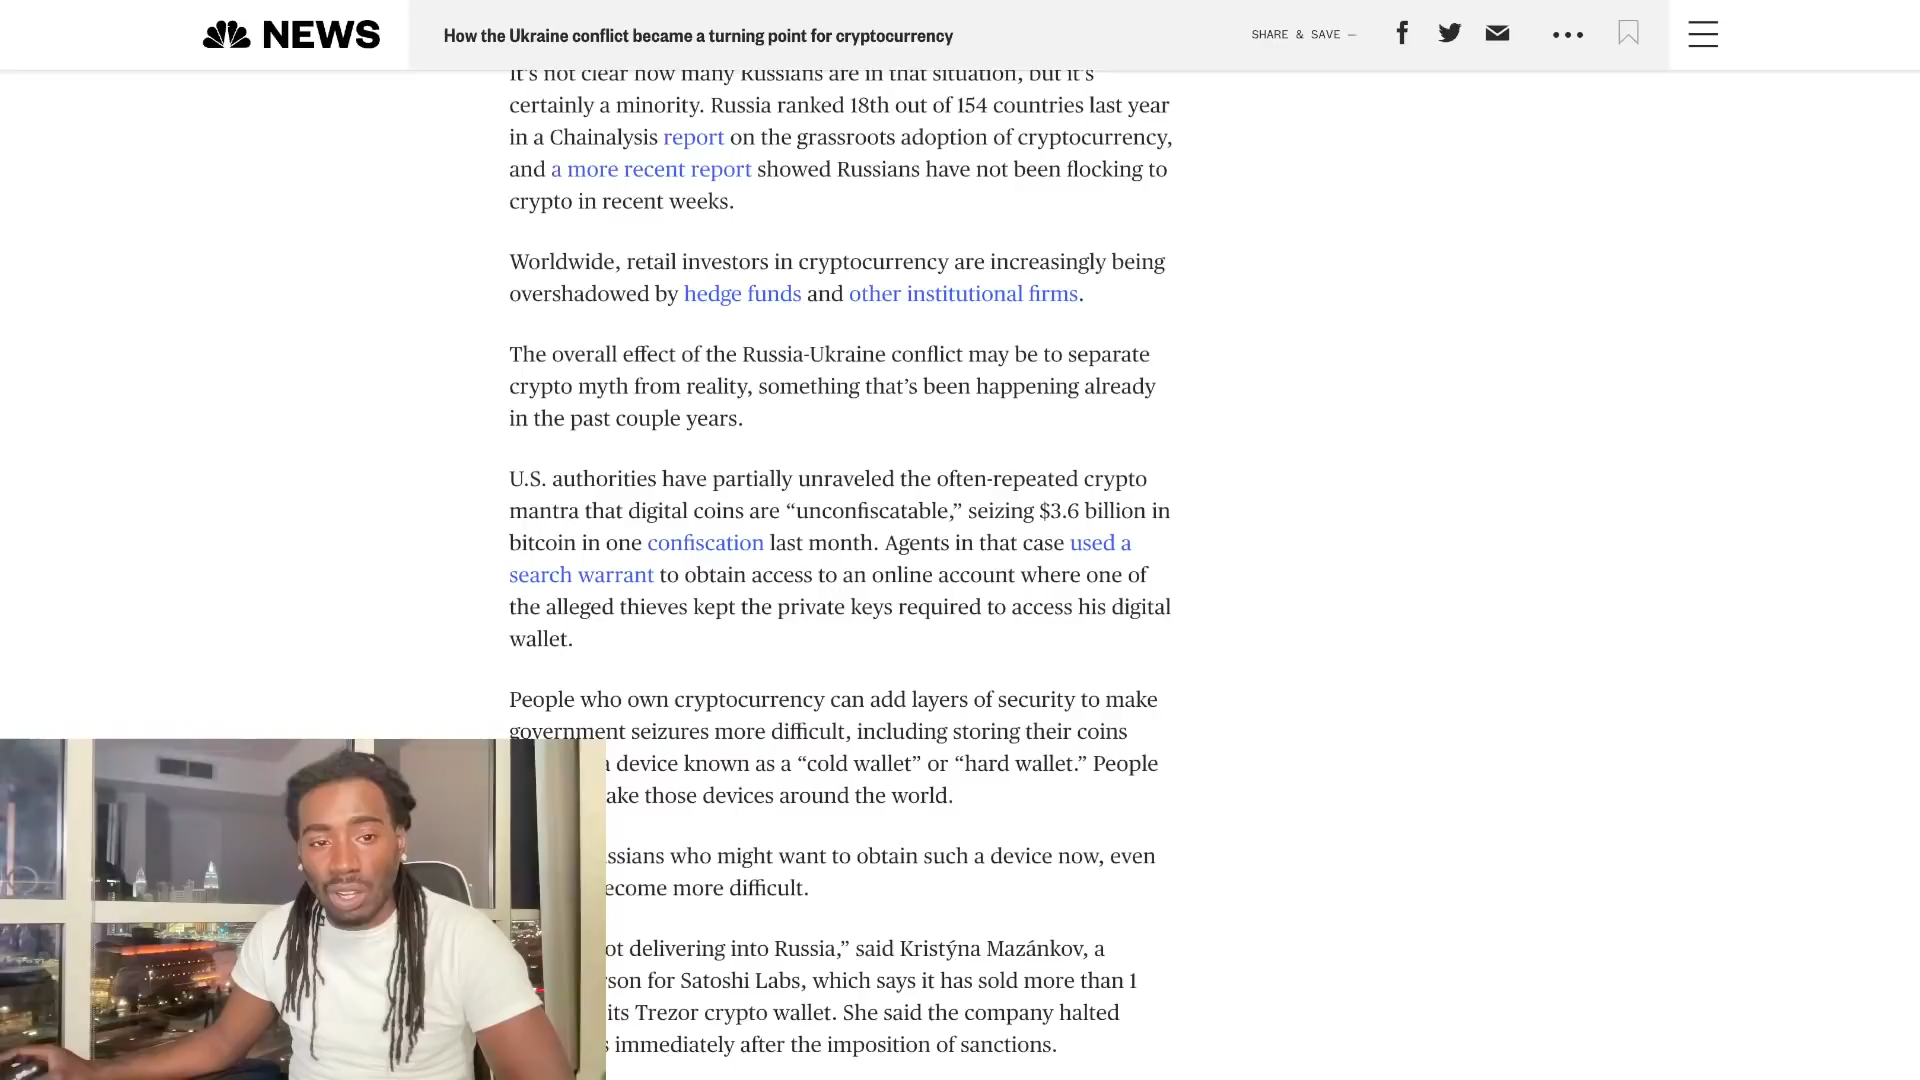 NEWS
How the Ukraine conflict became a turning point for cryptocurrency
SHARE & SAVE —
It's not clear how many Russians are in that situation, but it's
certainly a minority. Russia ranked 18th out of 154 countries last year
in a Chainalysis report on the grassroots adoption of cryptocurrency,
and a more recent report showed Russians have not been flocking to
crypto in recent weeks.
Worldwide, retail investors in cryptocurrency are increasingly being
overshadowed by hedge funds and other institutional firms.
The overall effect of the Russia-Ukraine conflict may be to separate
crypto myth from reality, something that's been happening already
in the past couple years.
U.S. authorities have partially unraveled the often-repeated crypto
mantra that digital coins are “unconfiscatable,” seizing $3.6 billion in
bitcoin in one confiscation last month. Agents in that case used a
search warrant to obtain access to an online account where one of
the alleged thieves kept the private keys required to access his digital
wallet.
People who own cryptocurrency can add layers of security to make
government seizures more difficult, including storing their coins
a device known as a “cold wallet” or “hard wallet.” People
ake those devices around the world.
ssians who might want to obtain such a device now, even
ecome more difficult.
ot delivering into Russia,” said Kristýna Mazánkov, a
rson for Satoshi Labs, which says it has sold more than 1
its Trezor crypto wallet. She said the company halted
s immediately after the imposition of sanctions.